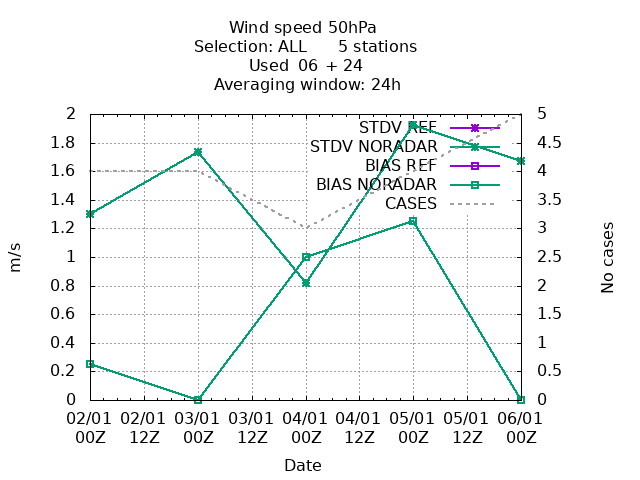 Wind speed 50hPa
Selection: ALL      5 stations
Used  06 + 24
Averaging window: 24h
STDV REF
STDV NORADAR
BIAS REF
BIAS NORADAR
CASES
2
1.8
1.6
1.4
1.2
1
0.8
0.6
0.4
0.2
0
m/s
5
4.5
4
3.5
3
2.5
2
1.5
1
0.5
0
No cases
02/01 02/01 03/01 03/01 04/01 04/01 05/01 05/01 06/01
00Z 12Z 00Z 12Z 00Z 12Z 00Z 12Z 00Z
Date